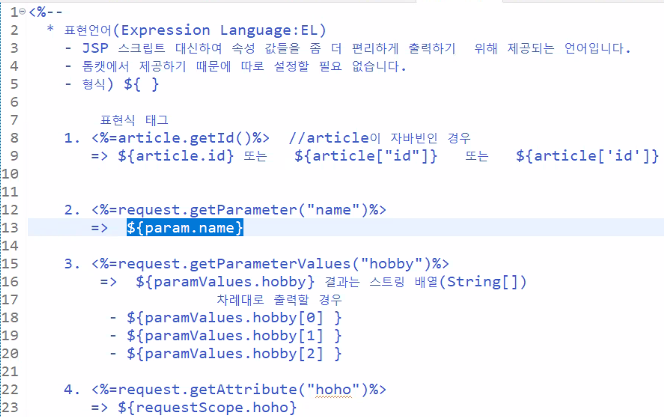 1 <%--
2 * 표현언어(Expression Language:EL)
3 - JSP 스크립트 대신하여 속성 값들을 좀 더 편리하게 출력하기 위해 제공되는 언어입니다.
4 - 톰캣에서 제공하기 때문에 따로 설정할 필요 없습니다.
5 - 형식) ${ }
6
7 표현식 태그
8 1. <%=article.getId()%> //article이 자바빈인 경우
9 => ${article.id} 또는 ${article["id"]} 또는 ${article['id']}
10
11
12 2. <%=request.getParameter("name")%>
13 => ${param.name}
14
15 3. <%=request.getParameterValues("hobby")%>
16 => ${paramValues.hobby} 결과는 스트링 배열(String[])
17 차례대로 출력할 경우
18 - ${paramValues.hobby[0] }
19 - ${paramValues.hobby[1] }
20 - ${paramValues.hobby[2] }
21
22 4. <%=request.getAttribute("hoho")%>
23 => ${requestScope.hoho}